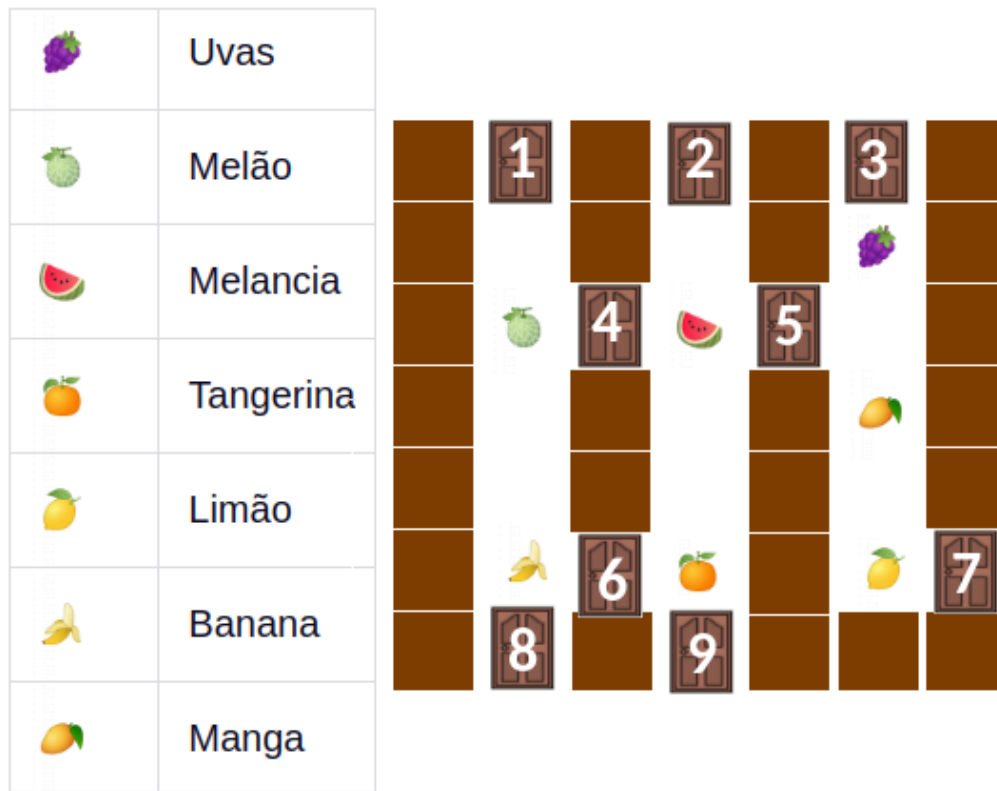 Uvas
Melão
Melancia
Tangerina
Limão
Banana
Manga
1 2 3
4 5
6 7
8 9